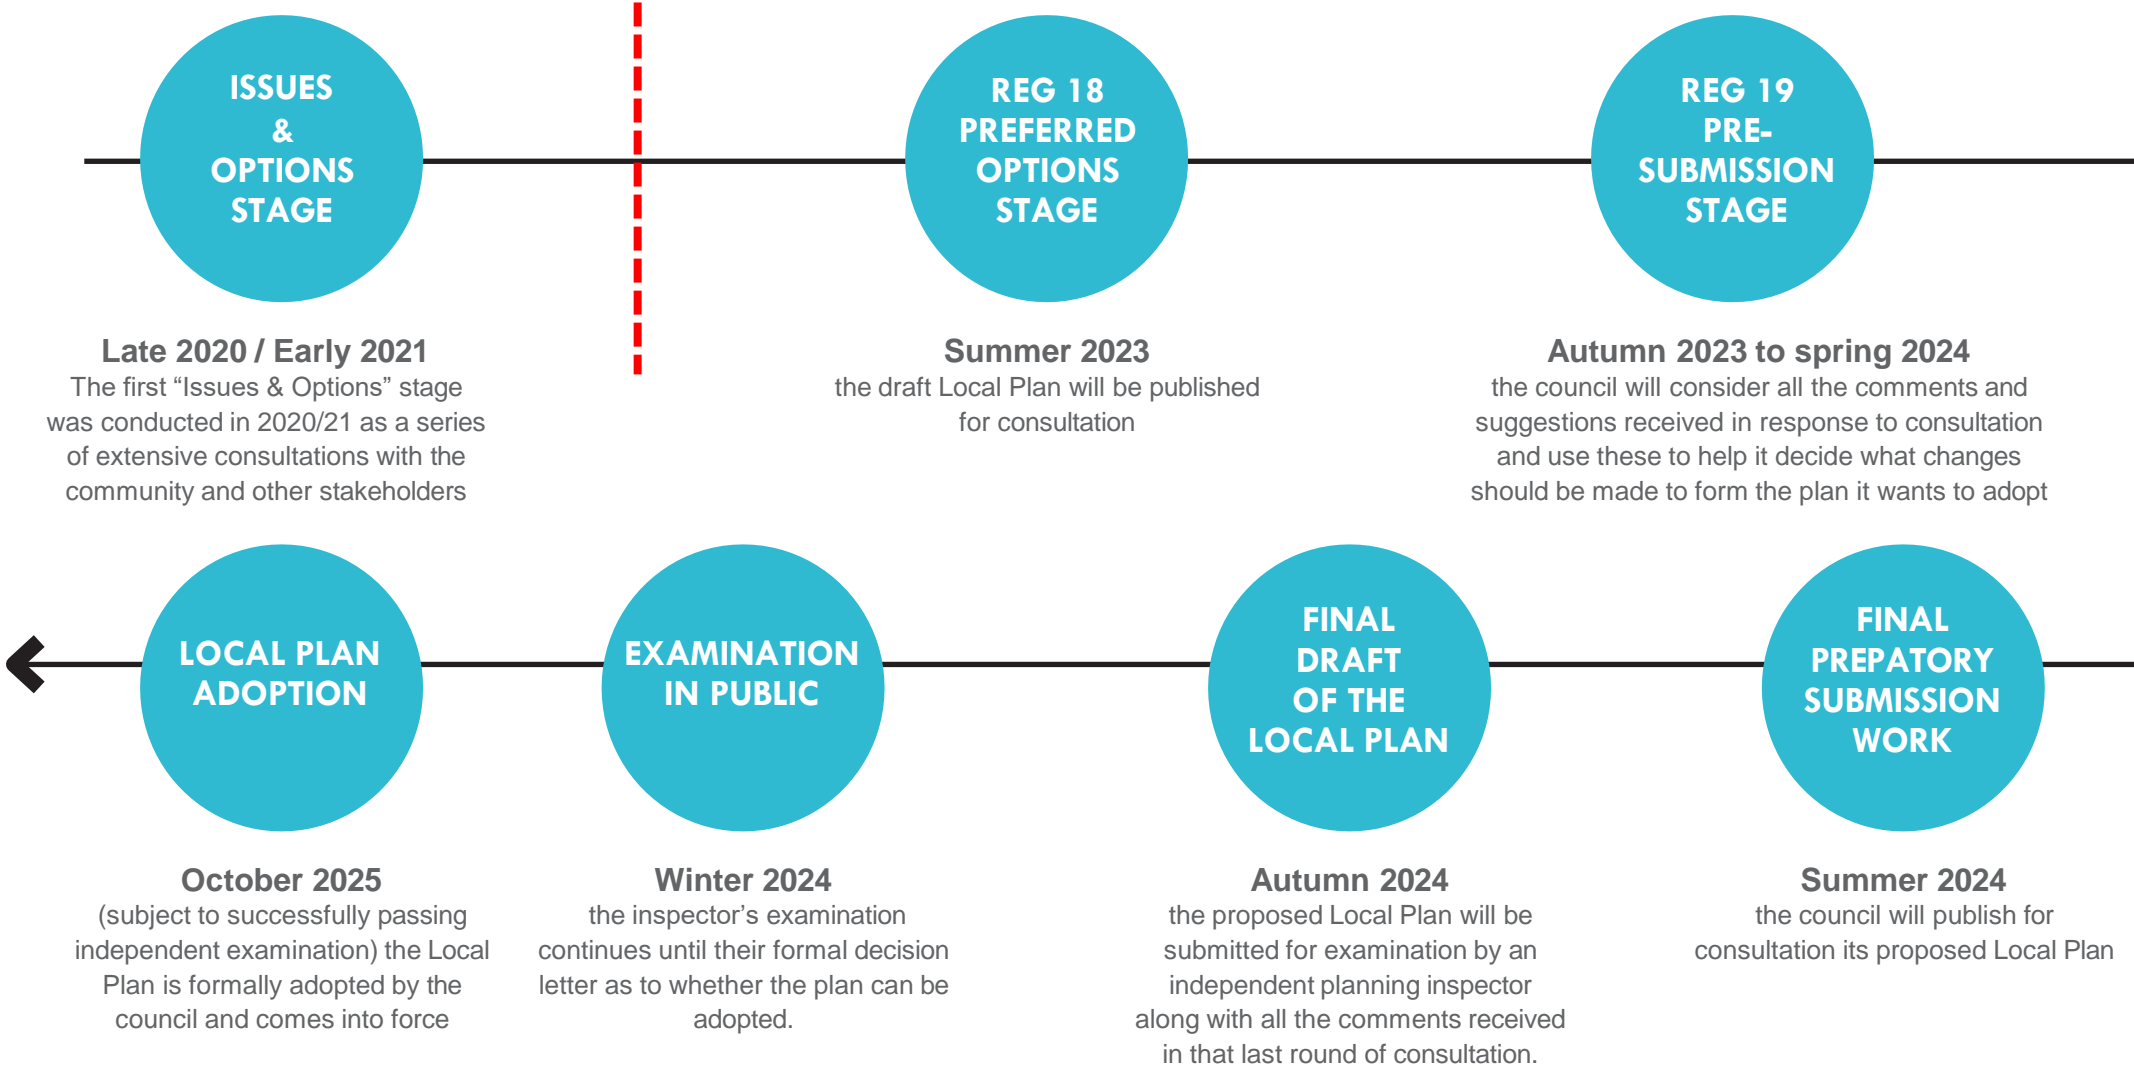 ISSUES
&
OPTIONS
STAGE
Late 2020 / Early 2021
The first “Issues & Options” stage
was conducted in 2020/21 as a series
of extensive consultations with the
community and other stakeholders
REG 18
PREFERRED
OPTIONS
STAGE
Summer 2023
the draft Local Plan will be published
for consultation
REG 19
PRE-
SUBMISSION
STAGE
Autumn 2023 to spring 2024
the council will consider all the comments and
suggestions received in response to consultation
and use these to help it decide what changes
should be made to form the plan it wants to adopt
FINAL
PREPATORY
SUBMISSION
WORK
Summer 2024
the council will publish for
consultation its proposed Local Plan
FINAL
DRAFT
OF THE
LOCAL PLAN
Autumn 2024
the proposed Local Plan will be
submitted for examination by an
independent planning inspector
along with all the comments received
in that last round of consultation.
EXAMINATION
IN PUBLIC
Winter 2024
the inspector’s examination
continues until their formal decision
letter as to whether the plan can be
adopted.
LOCAL PLAN
ADOPTION
October 2025
(subject to successfully passing
independent examination) the Local
Plan is formally adopted by the
council and comes into force